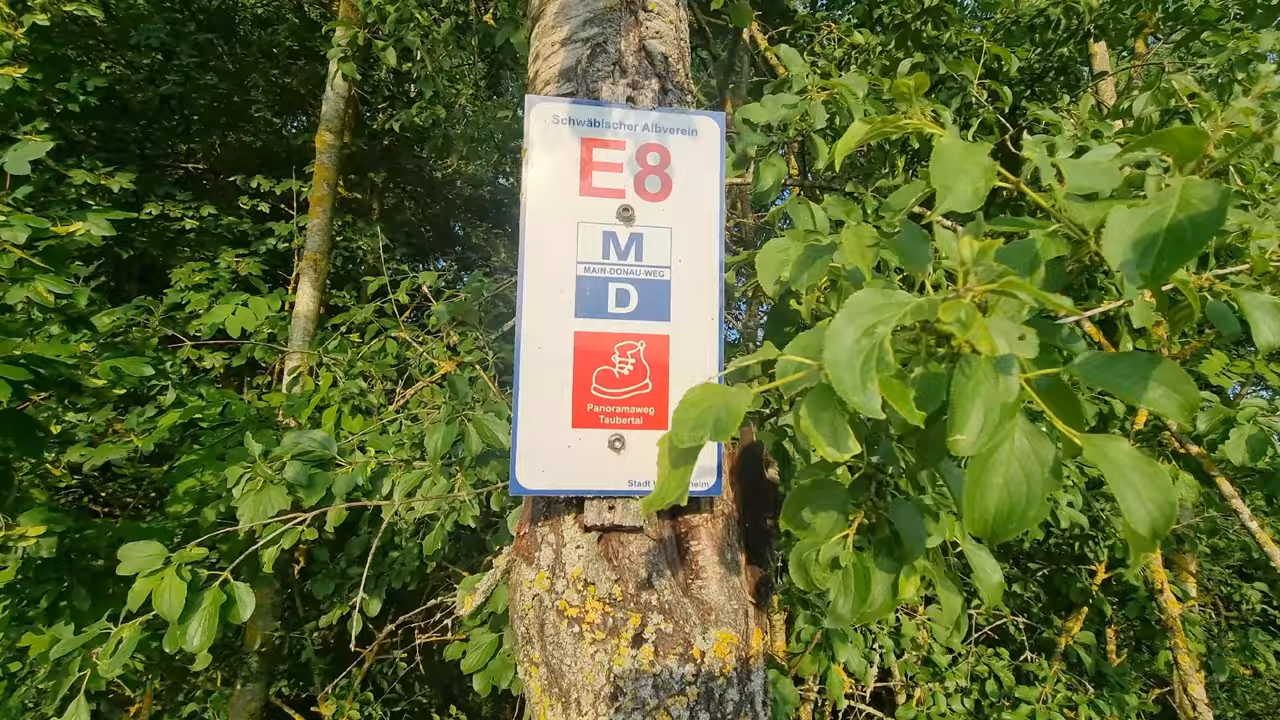 Schwäbischer Albverein
E8
M
MAIN-DONAU-WEG
D
Panoramaweg
Taubertal
Stadt